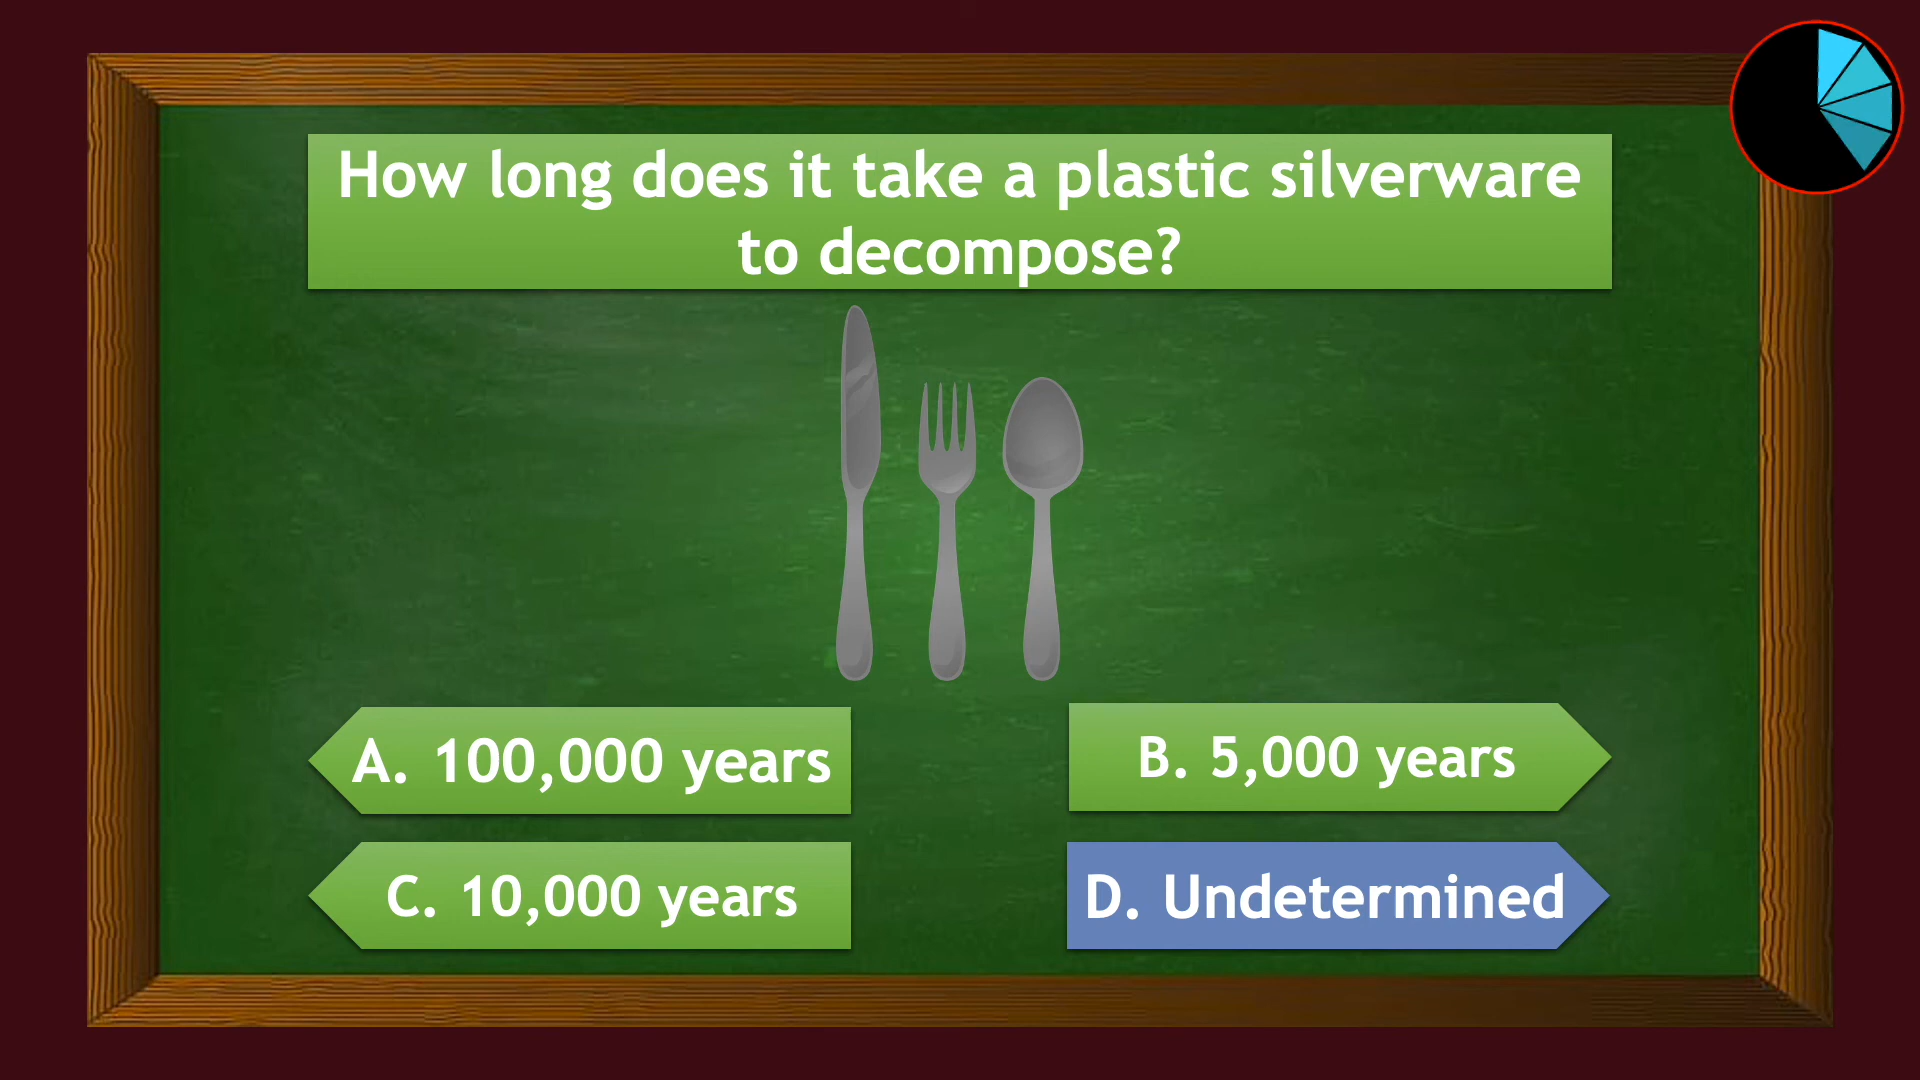 How long does it take a plastic silverware
to decompose?
A. 100,000 years
B. 5,000 years
C. 10,000 years
D. Undetermined